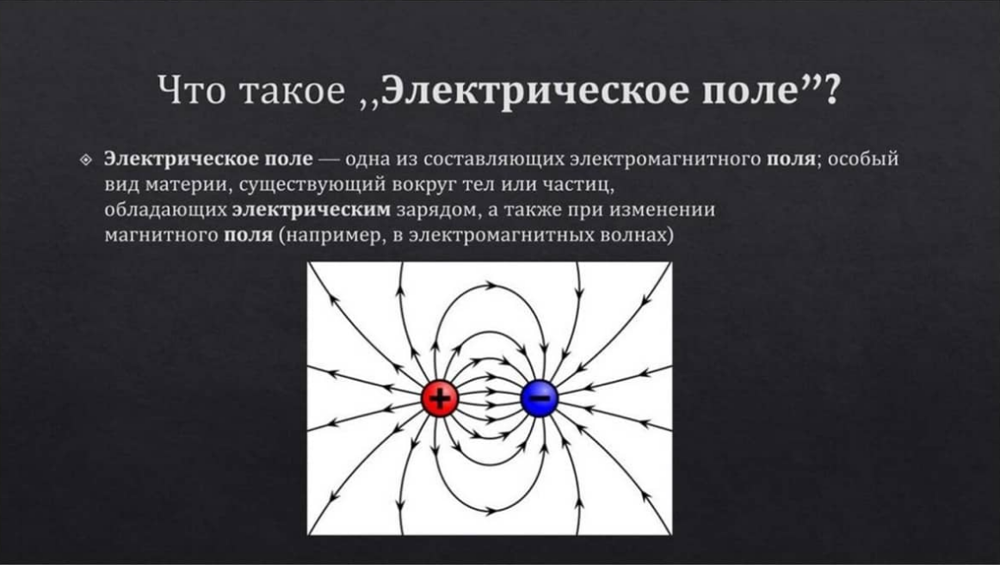 Что такое ,,Электрическое поле”?
Электрическое поле — одна из составляющих электромагнитного поля; особый
вид материи, существующий вокруг тел или частиц,
обладающих электрическим зарядом, а также при изменении
магнитного поля (например, в электромагнитных волнах)
+ −